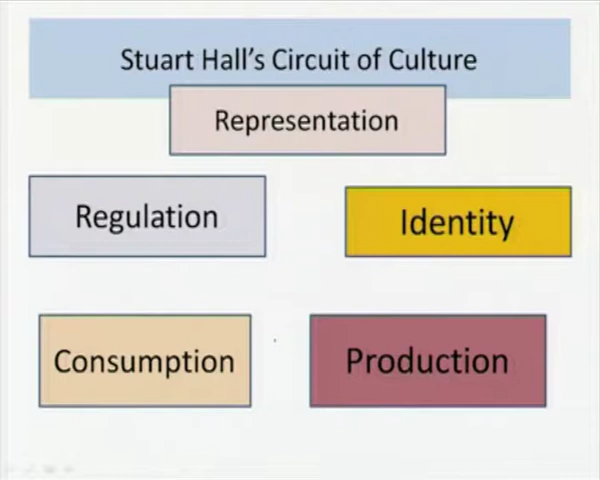 Stuart Hall's Circuit of Culture
Representation
Regulation
Identity
Consumption
Production